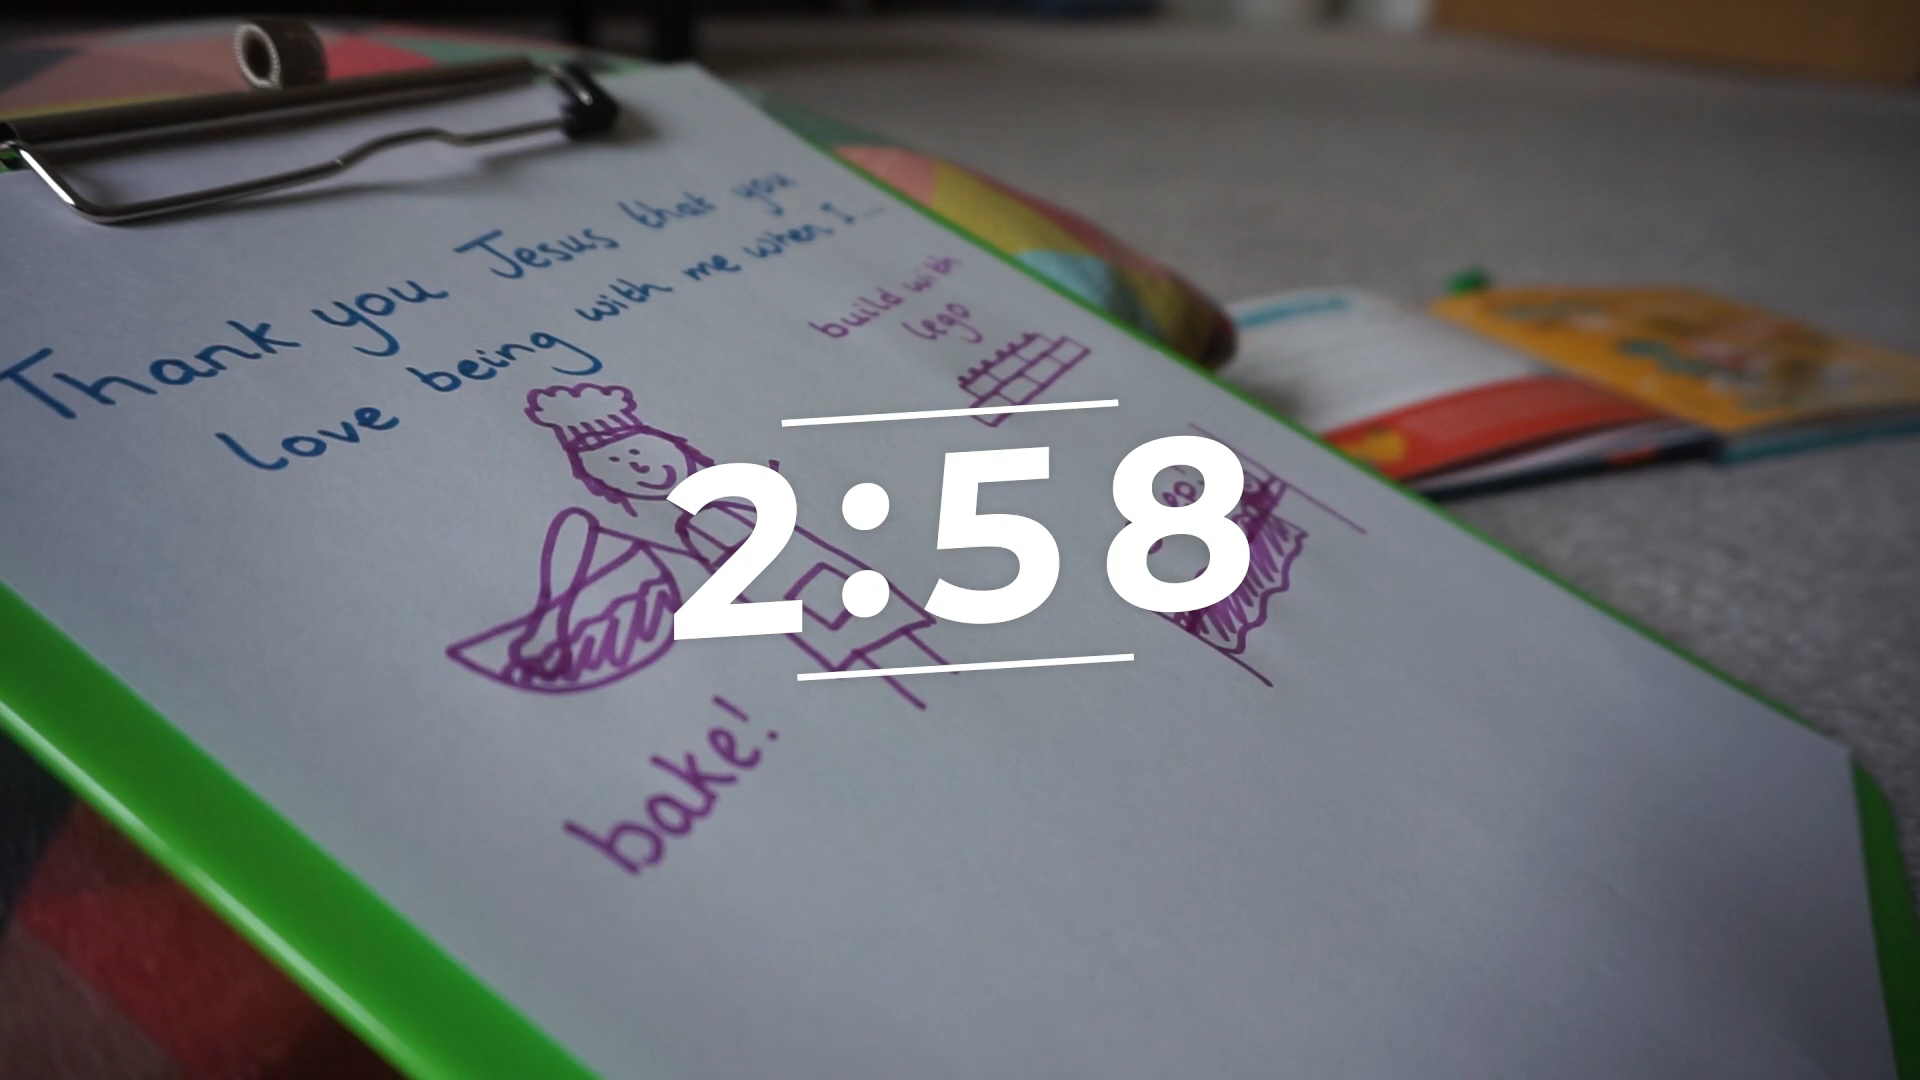 Thank you Jesus that you
love being with me when I...
build with
lego
2:58
bake!